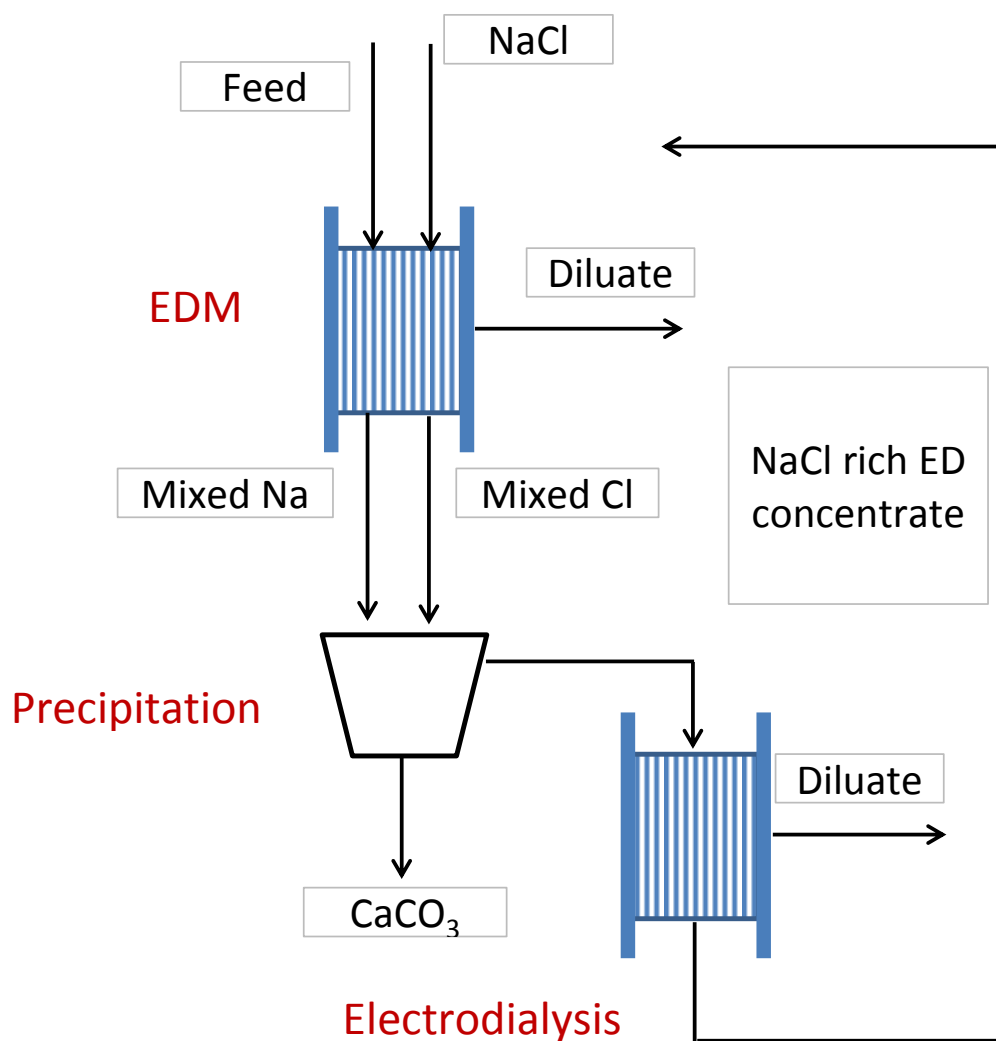 NaCl
Feed
Diluate
EDM
NaCl rich ED
concentrate
Mixed Na
Mixed Cl
Precipitation
Diluate
CaCO₃
Electrodialysis